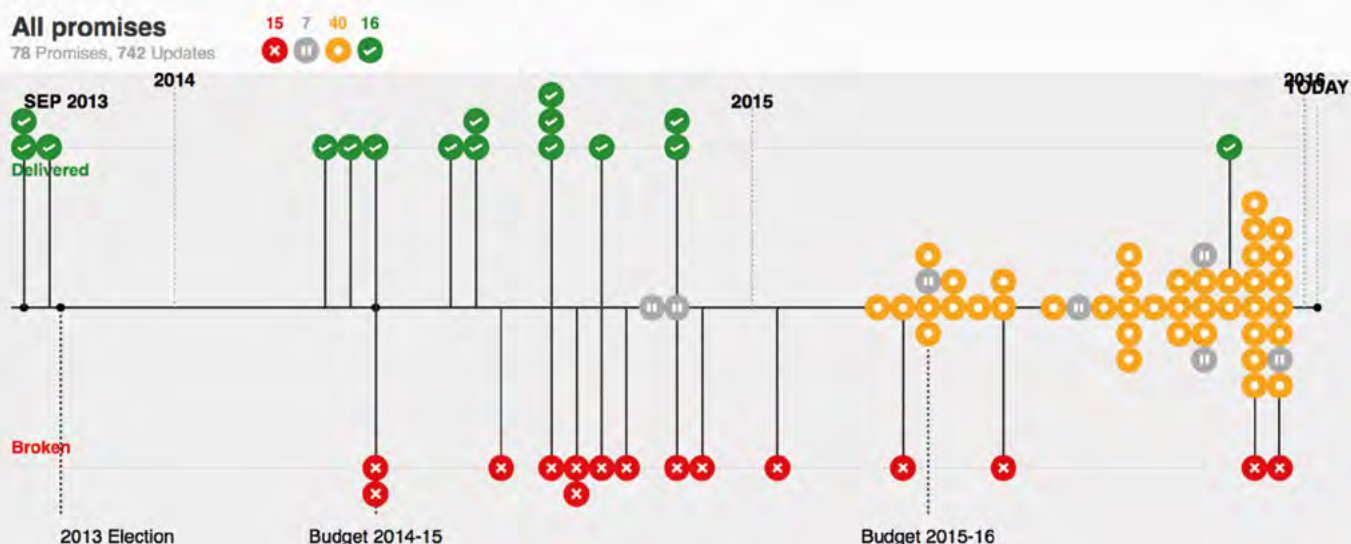 All promises
15 7 40 16
78 Promises, 742 Updates
2014
2016
SEP 2013
2015
TODAY
Delivered
Broken
2013 Election
Budget 2014-15
Budget 2015-16